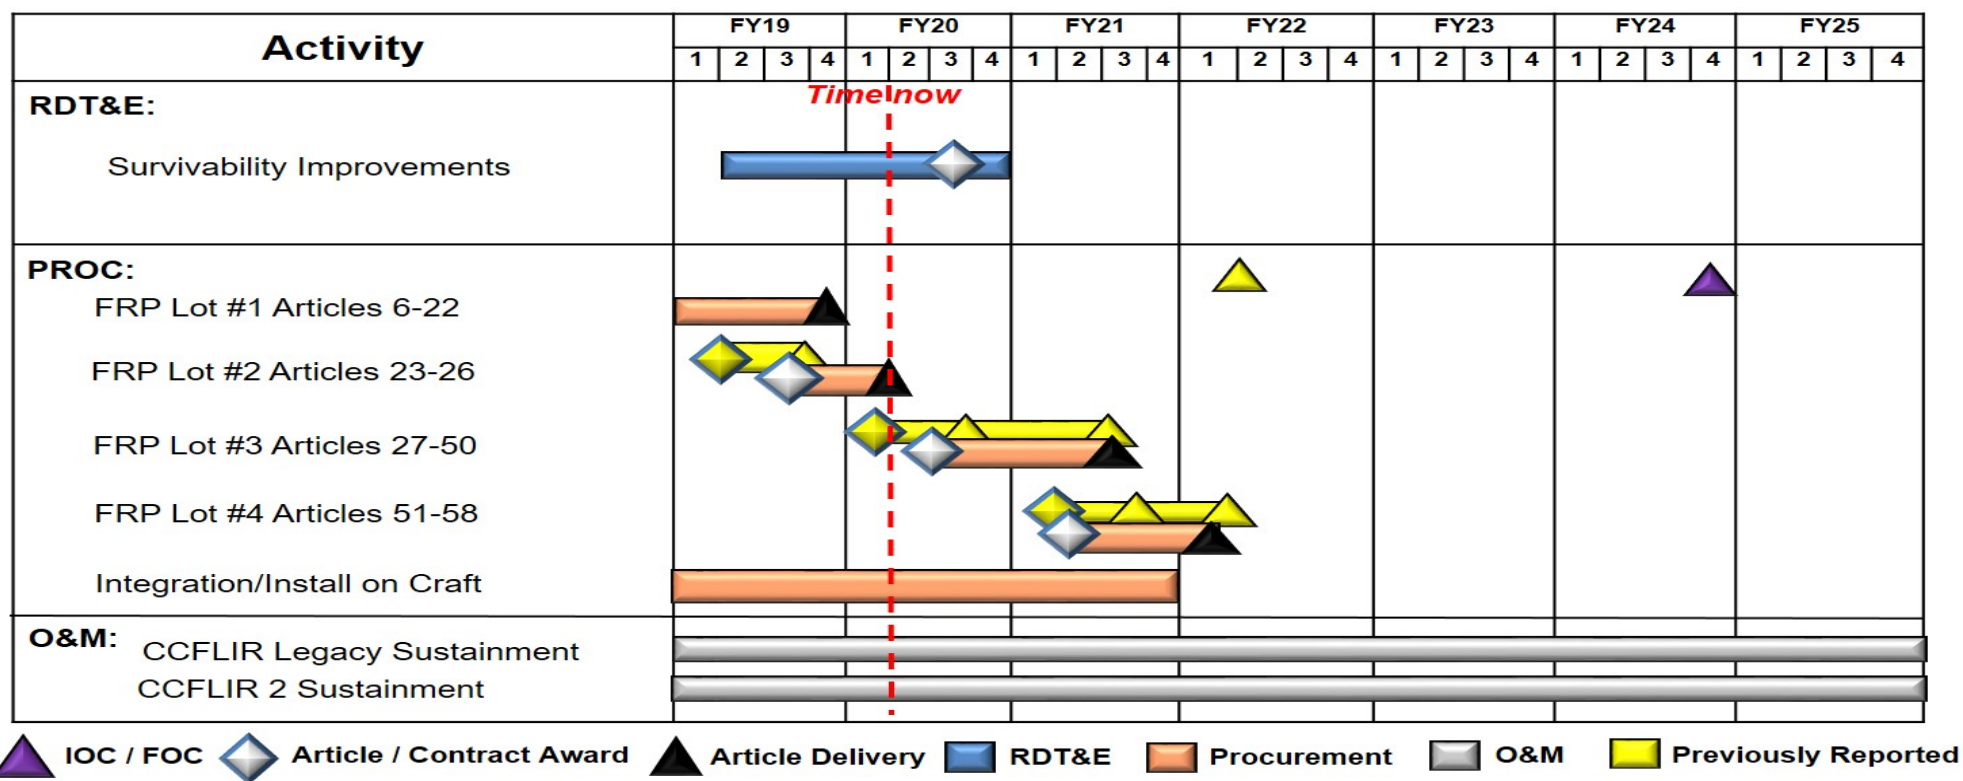 Activity
FY19 FY20 FY21 FY22 FY23 FY24 FY25
1 2 3 4 1 2 3 4 1 2 3 4 1 2 3 4 1 2 3 4 1 2 3 4 1 2 3 4
Time now
RDT&E:
Survivability Improvements
PROC:
FRP Lot #1 Articles 6-22
FRP Lot #2 Articles 23-26
FRP Lot #3 Articles 27-50
FRP Lot #4 Articles 51-58
Integration/Install on Craft
O&M:
CCFLIR Legacy Sustainment
CCFLIR 2 Sustainment
IOC / FOC Article / Contract Award Article Delivery RDT&E Procurement O&M Previously Reported